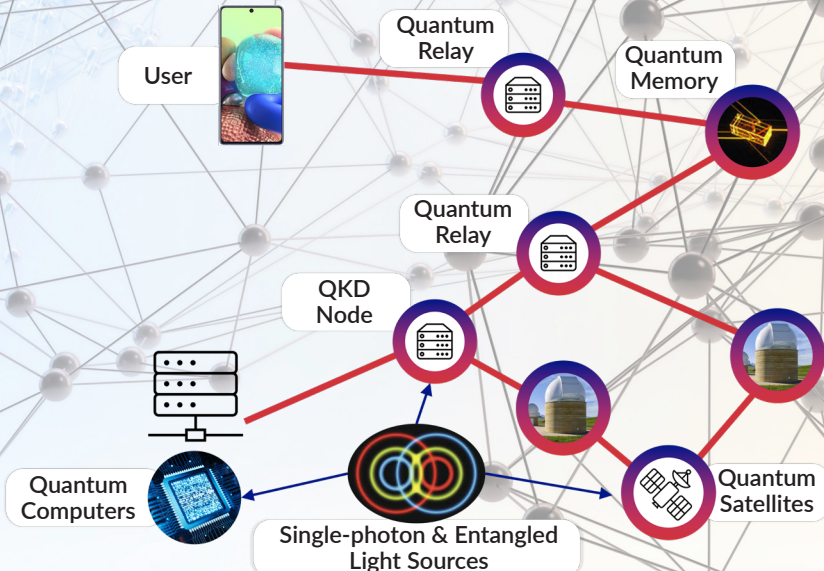 User
Quantum
Relay
Quantum
Memory
Quantum
Relay
QKD
Node
Quantum
Computers
Single-photon & Entangled
Light Sources
Quantum
Satellites